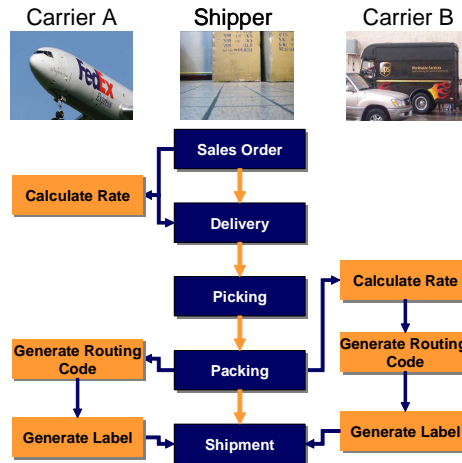 Carrier A
Shipper
Carrier B
FedEx
ups
Sales Order
Calculate Rate
Delivery
Picking
Calculate Rate
Generate Routing
Code
Packing
Generate Routing
Code
Generate Label
Shipment
Generate Label